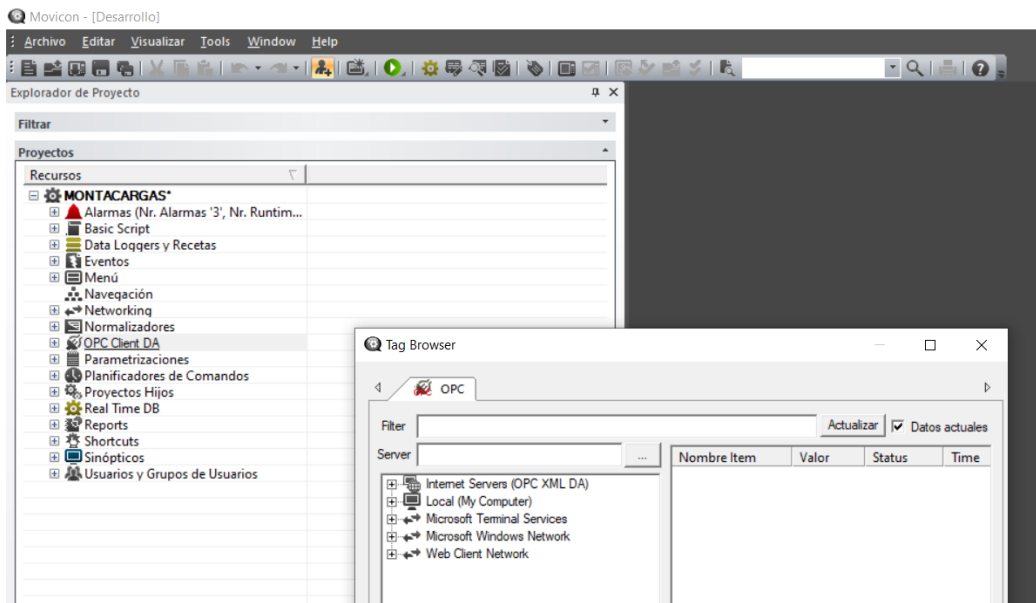 Movicon - [Desarrollo]
Archivo Editar Visualizar Tools Window Help
Explorador de Proyecto
Filtrar
Proyectos
Recursos
MONTACARGAS*
Alarmas (Nr. Alarmas '3', Nr. Runtim...
Basic Script
Data Loggers y Recetas
Eventos
Menú
Navegación
Networking
Normalizadores
OPC Client DA
Parametrizaciones
Planificadores de Comandos
Proyectos Hijos
Real Time DB
Reports
Shortcuts
Sinópticos
Usuarios y Grupos de Usuarios
Tag Browser
OPC
Filter Actualizar Datos actuales
Server ... Nombre Item Valor Status Time
Internet Servers (OPC XML DA)
Local (My Computer)
Microsoft Terminal Services
Microsoft Windows Network
Web Client Network